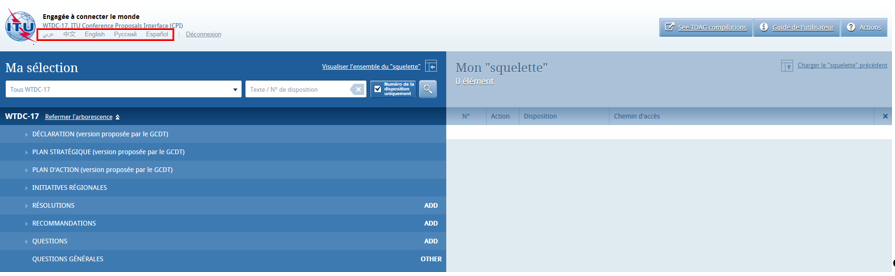 Engagée à connecter le monde
WTDC-17, ITU Conference Proposals Interface (CPI)
ITU
عربي 中文 English Русский Español Déconnexion
See TDAG compilations Guide de l'utilisateur Actions
Ma sélection
Visualiser l'ensemble du "squelette"
Tous WTDC-17
Texte / N° de disposition
Numéro de la disposition uniquement
Mon "squelette"
0 élément
Charger le "squelette" précédent
WTDC-17 Refermer l'arborescence
N° Action Disposition Chemin d'accès
DÉCLARATION (version proposée par le GCDT)
PLAN STRATÉGIQUE (version proposée par le GCDT)
PLAN D'ACTION (version proposée par le GCDT)
INITIATIVES RÉGIONALES
RÉSOLUTIONS ADD
RECOMMANDATIONS ADD
QUESTIONS ADD
QUESTIONS GÉNÉRALES OTHER